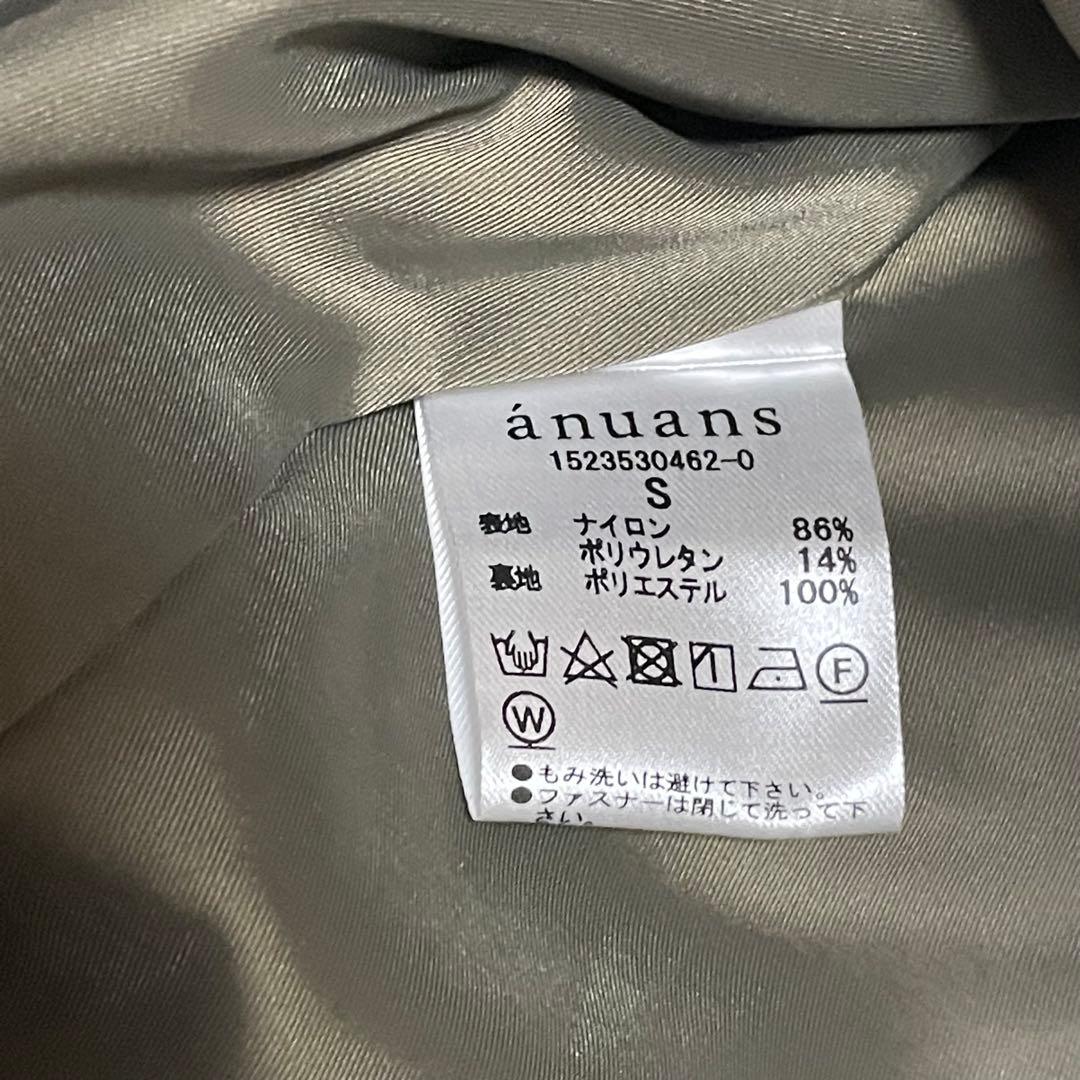 ánuans
1523530462-0
S
表地 ナイロン 86%
ポリウレタン 14%
裏地 ポリエステル 100%
F
W
●もみ洗いは避けて下さい。
●ファスナーは閉じて洗って下
さい。